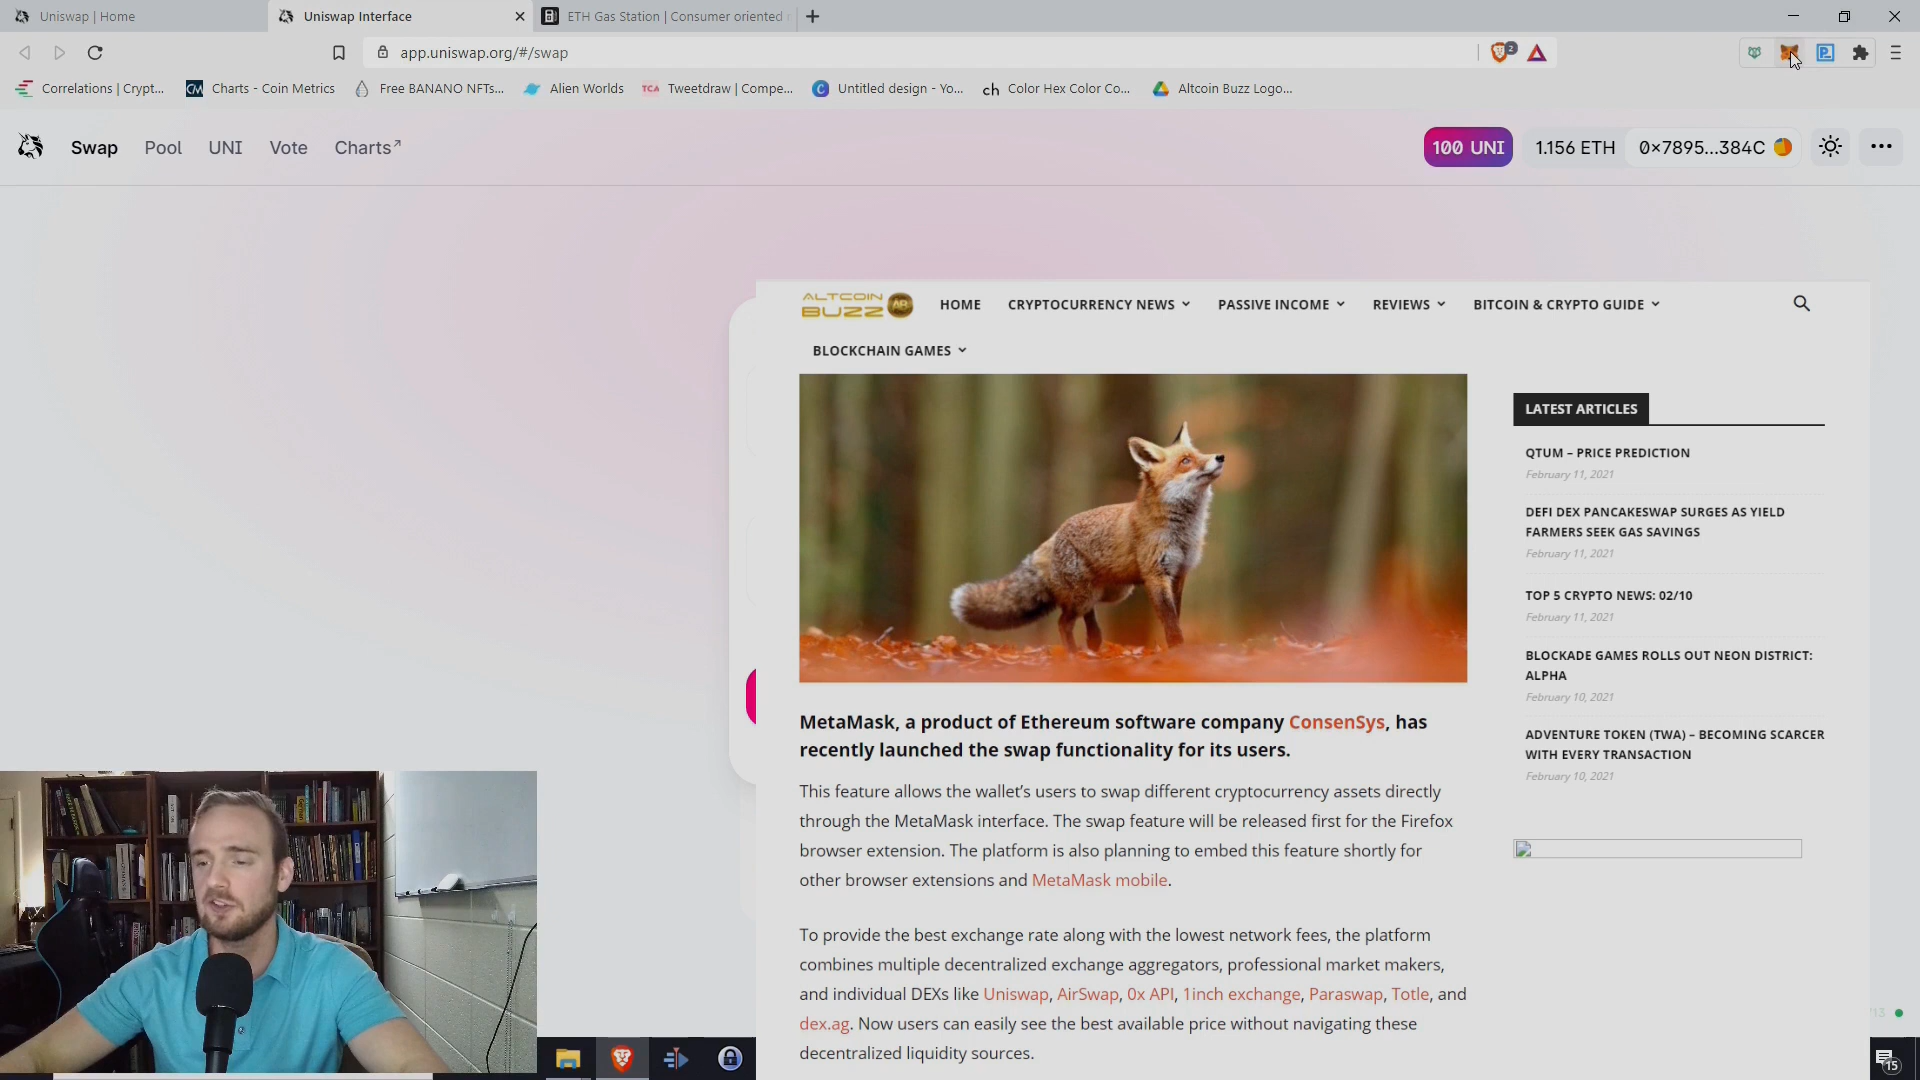 Uniswap | Home
Uniswap Interface
ETH Gas Station | Consumer oriented
app.uniswap.org/#/swap
2
Correlations | Crypt...
Charts - Coin Metrics
Free BANANO NFTs...
Alien Worlds
TCA
Tweetdraw | Compe...
Untitled design - Yo...
ch
Color Hex Color Co...
Altcoin Buzz Logo...
Swap
Pool
UNI
Vote
Charts
100 UNI
1.156 ETH
0x7895...384C
ALTCOIN
BUZZ
AB
HOME
CRYPTOCURRENCY NEWS
PASSIVE INCOME
REVIEWS
BITCOIN & CRYPTO GUIDE
BLOCKCHAIN GAMES
MetaMask, a product of Ethereum software company ConsenSys, has
recently launched the swap functionality for its users.
This feature allows the wallet’s users to swap different cryptocurrency assets directly
through the MetaMask interface. The swap feature will be released first for the Firefox
browser extension. The platform is also planning to embed this feature shortly for
other browser extensions and MetaMask mobile.
To provide the best exchange rate along with the lowest network fees, the platform
combines multiple decentralized exchange aggregators, professional market makers,
and individual DEXs like Uniswap, AirSwap, 0x API, 1inch exchange, Paraswap, Totle, and
dex.ag. Now users can easily see the best available price without navigating these
decentralized liquidity sources.
LATEST ARTICLES
QTUM – PRICE PREDICTION
February 11, 2021
DEFI DEX PANCAKESWAP SURGES AS YIELD
FARMERS SEEK GAS SAVINGS
February 11, 2021
TOP 5 CRYPTO NEWS: 02/10
February 11, 2021
BLOCKADE GAMES ROLLS OUT NEON DISTRICT:
ALPHA
February 10, 2021
ADVENTURE TOKEN (TWA) – BECOMING SCARCER
WITH EVERY TRANSACTION
February 10, 2021
15